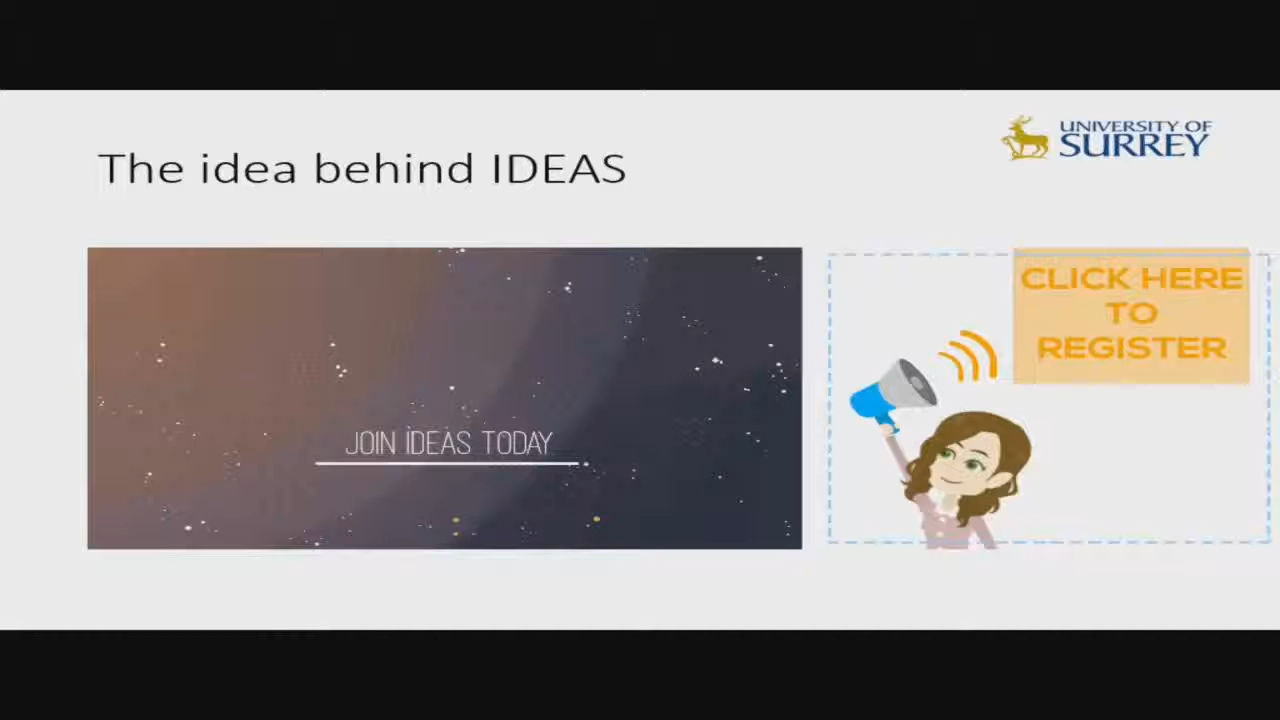 UNIVERSITY OF
SURREY
The idea behind IDEAS
JOIN IDEAS TODAY
CLICK HERE
TO
REGISTER